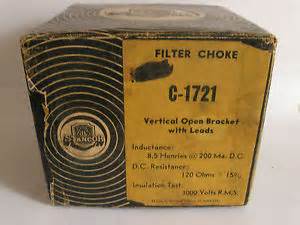 FILTER CHOKE
C-1721
STANCOR
Vertical Open Bracket
with Leads
Inductance:
8.5 Henries @ 200 Ma. D.C.
D.C. Resistance:
120 Ohms 15%
Insulation Test:
3000 Volts R.M.S.